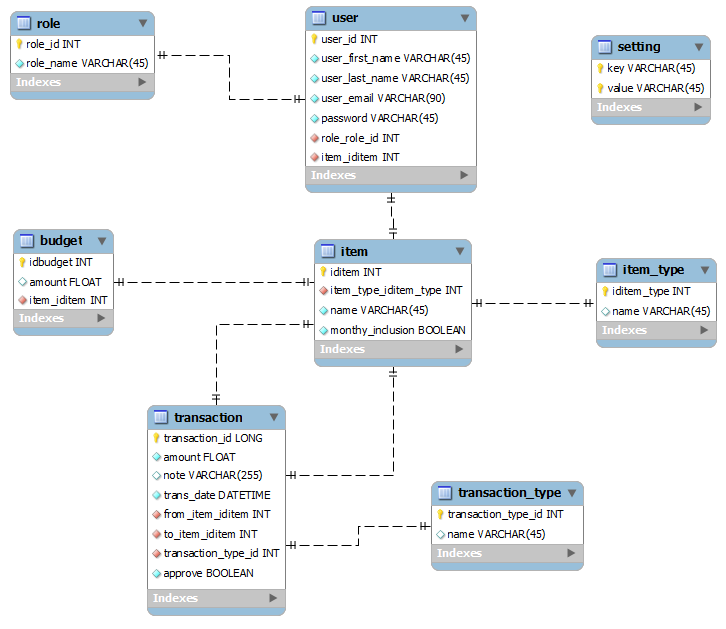 role
role_id INT
role_name VARCHAR(45)
Indexes
user
user_id INT
user_first_name VARCHAR(45)
user_last_name VARCHAR(45)
user_email VARCHAR(90)
password VARCHAR(45)
role_role_id INT
item_iditem INT
Indexes
setting
key VARCHAR(45)
value VARCHAR(45)
Indexes
budget
idbudget INT
amount FLOAT
item_iditem INT
Indexes
item
iditem INT
item_type_iditem_type INT
name VARCHAR(45)
monthy_inclusion BOOLEAN
Indexes
item_type
iditem_type INT
name VARCHAR(45)
Indexes
transaction
transaction_id LONG
amount FLOAT
note VARCHAR(255)
trans_date DATETIME
from_item_iditem INT
to_item_iditem INT
transaction_type_id INT
approve BOOLEAN
Indexes
transaction_type
transaction_type_id INT
name VARCHAR(45)
Indexes